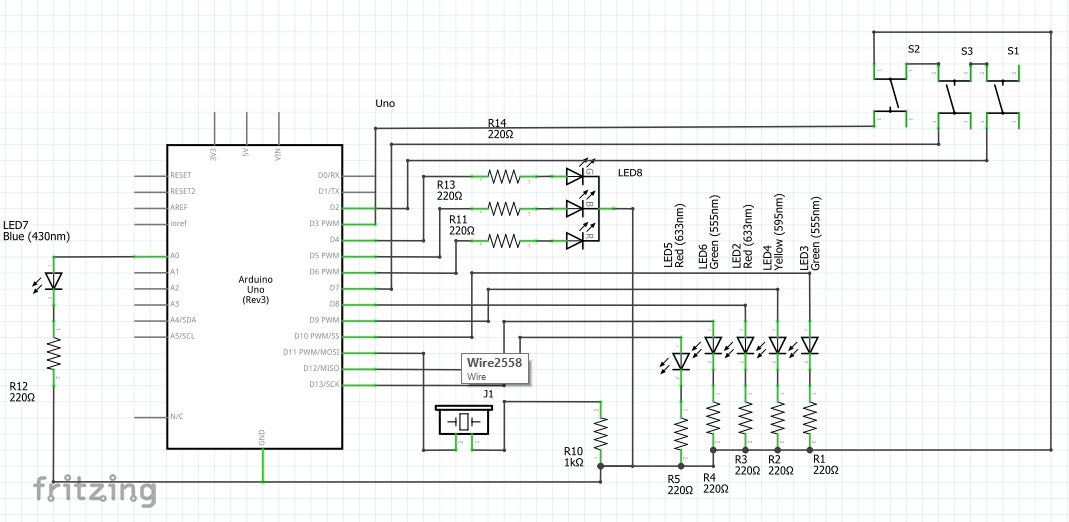 S2
S3
S1
Uno
R14
220Ω
3V3
5V
VIN
RESET
RESET2
AREF
ioref
A0
A1
A2
A3
A4/SDA
A5/SCL
N/C
GND
Arduino
Uno
(Rev3)
D0/RX
D1/TX
D2
D3 PWM
D4
D5 PWM
D6 PWM
D7
D8
D9 PWM
D10 PWM/SS
D11 PWM/MOSI
D12/MISO
D13/SCK
R13
220Ω
R11
220Ω
LED8
G
B
R
LED7
Blue (430nm)
R12
220Ω
LED5
Red (633nm)
LED6
Green (555nm)
LED2
Red (633nm)
LED4
Yellow (595nm)
LED3
Green (555nm)
Wire2558
Wire
J1
R10
1kΩ
R5
220Ω
R4
220Ω
R3
220Ω
R2
220Ω
R1
220Ω
fritzing